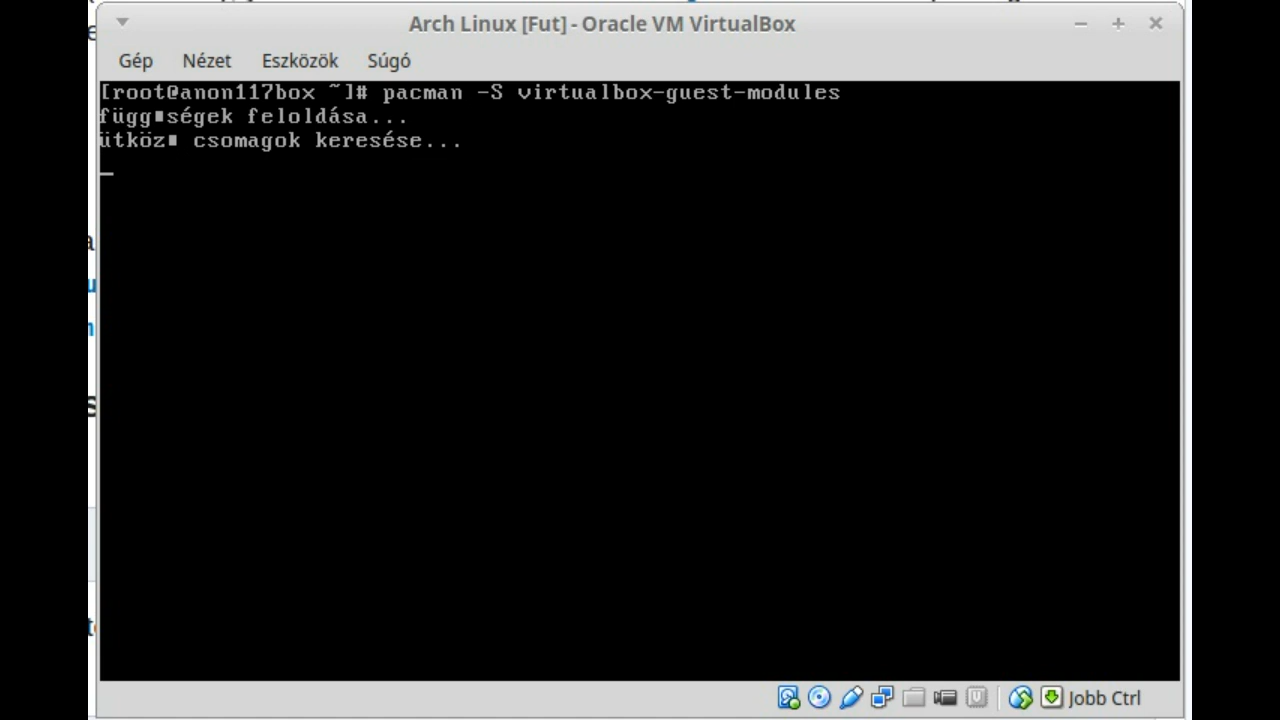 Arch Linux [Fut] - Oracle VM VirtualBox
Gép Nézet Eszközök Súgó
[root@anon117box ~]# pacman -S virtualbox-guest-modules
függ■ségek feloldása...
ütköz■ csomagok keresése...
Jobb Ctrl